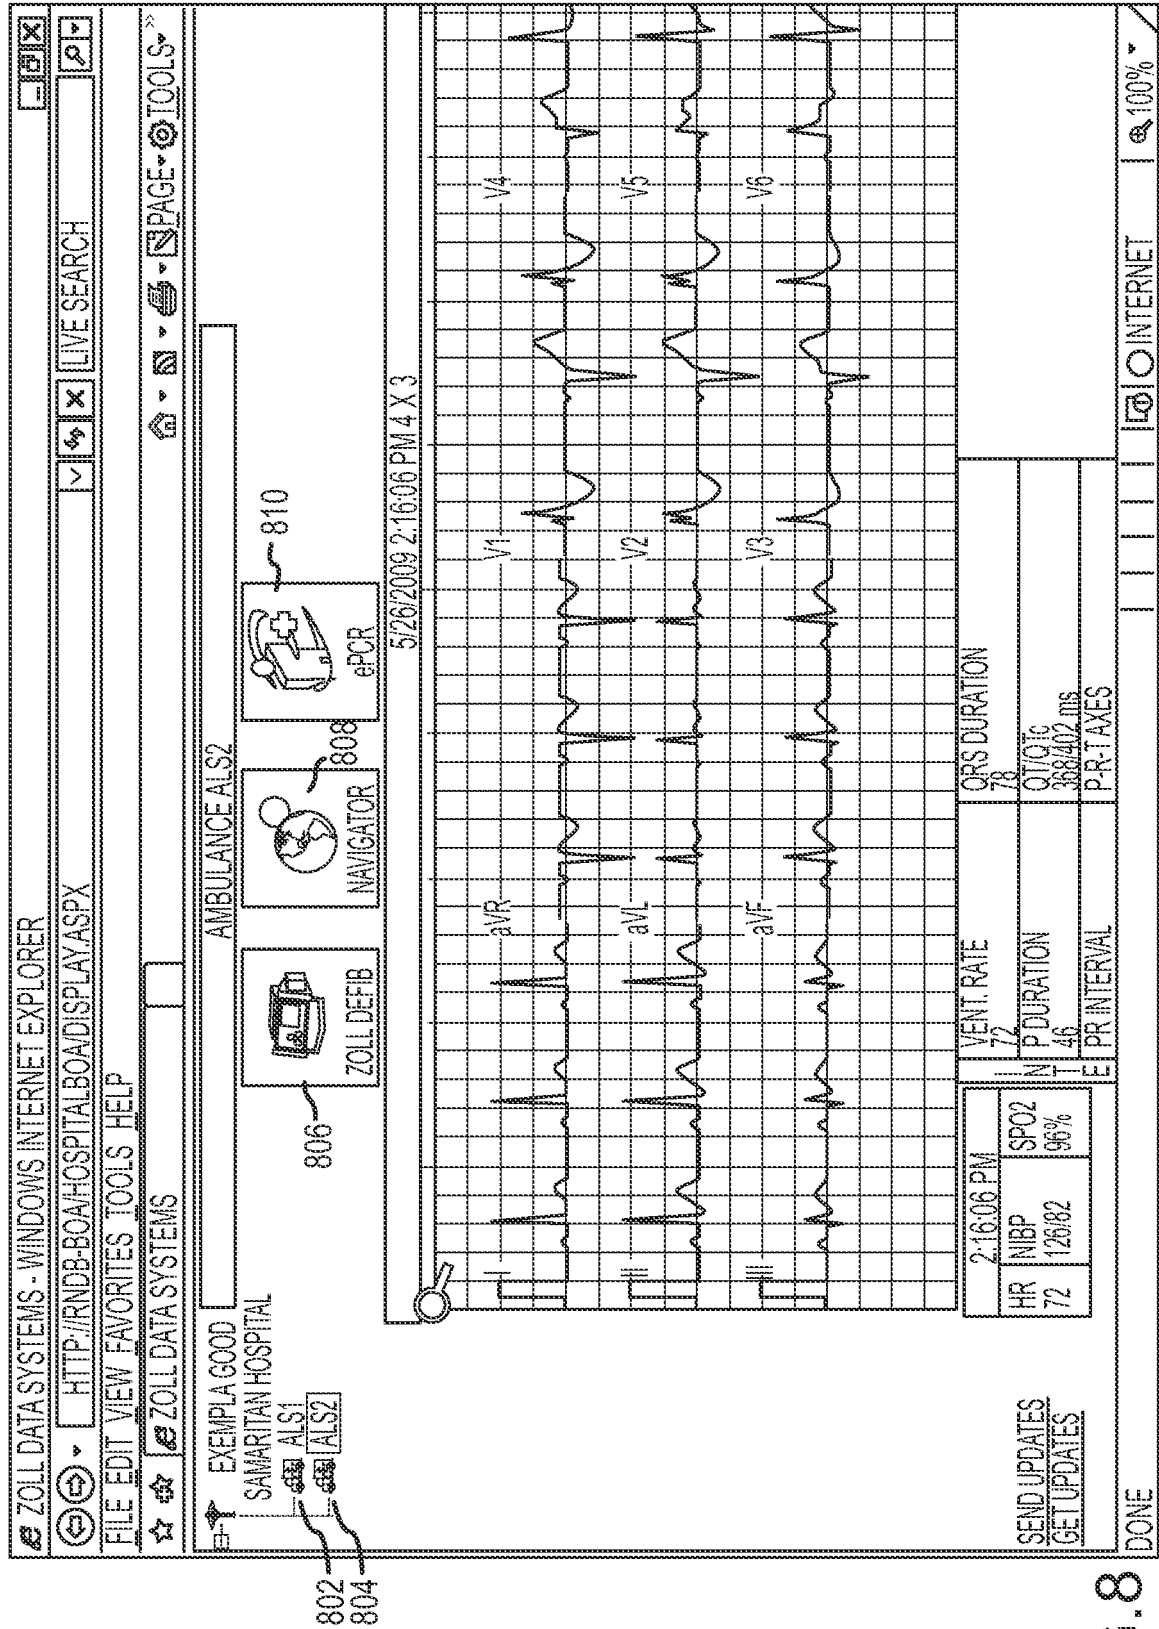 ZOLL DATA SYSTEMS - WINDOWS INTERNET EXPLORER
HTTP://RNDB-BOA/HOSPITALBOA/DISPLAY.ASPX
LIVE SEARCH
FILE EDIT VIEW FAVORITES TOOLS HELP
ZOLL DATA SYSTEMS
PAGE TOOLS >>
EXEMPLA GOOD
SAMARITAN HOSPITAL
ALS1
ALS2
802
804
AMBULANCE ALS2
ZOLL DEFIB
806
NAVIGATOR
808
ePCR
810
5/26/2009 2:16:06 PM 4 X 3
I aVR V1 V4
II aVL V2 V5
III aVF V3 V6
2:16:06 PM
HR NIBP SPO2
72 126/82 96%
I
N
T
E
VENT. RATE QRS DURATION
72 78
P DURATION QT/QTc
46 368/402 ms
PR INTERVAL P-R-T AXES
SEND UPDATES
GET UPDATES
DONE
INTERNET
100%
.8